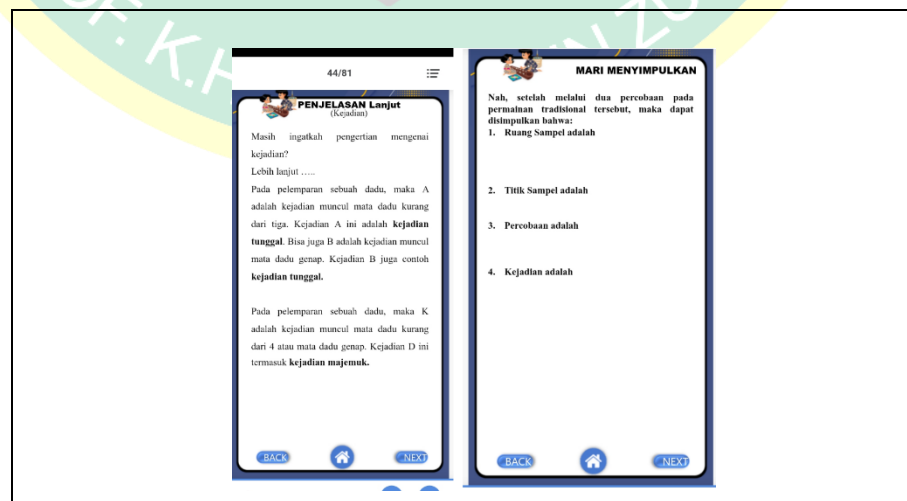 F. K.H
N ZU
44/81
PENJELASAN Lanjut
(Kejadian)
Masih ingatkah pengertian mengenai
kejadian?
Lebih lanjut .....
Pada pelemparan sebuah dadu, maka A
adalah kejadian muncul mata dadu kurang
dari tiga. Kejadian A ini adalah kejadian
tunggal. Bisa juga B adalah kejadian muncul
mata dadu genap. Kejadian B juga contoh
kejadian tunggal.
Pada pelemparan sebuah dadu, maka K
adalah kejadian muncul mata dadu kurang
dari 4 atau mata dadu genap. Kejadian D ini
termasuk kejadian majemuk.
BACK
NEXT
MARI MENYIMPULKAN
Nah, setelah melalui dua percobaan pada
permainan tradisional tersebut, maka dapat
disimpulkan bahwa:
1. Ruang Sampel adalah
2. Titik Sampel adalah
3. Percobaan adalah
4. Kejadian adalah
BACK
NEXT